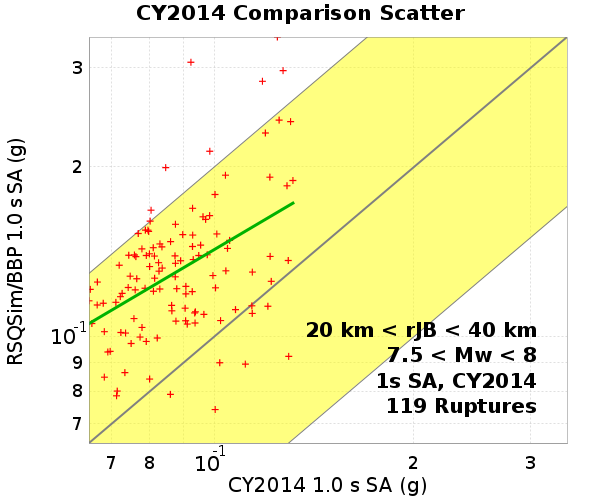 CY2014 Comparison Scatter
RSQSim/BBP 1.0 s SA (g)
3
2
10^-1
9
8
7
20 km < rJB < 40 km
7.5 < Mw < 8
1s SA, CY2014
119 Ruptures
7 8 10^-1 2 3
CY2014 1.0 s SA (g)